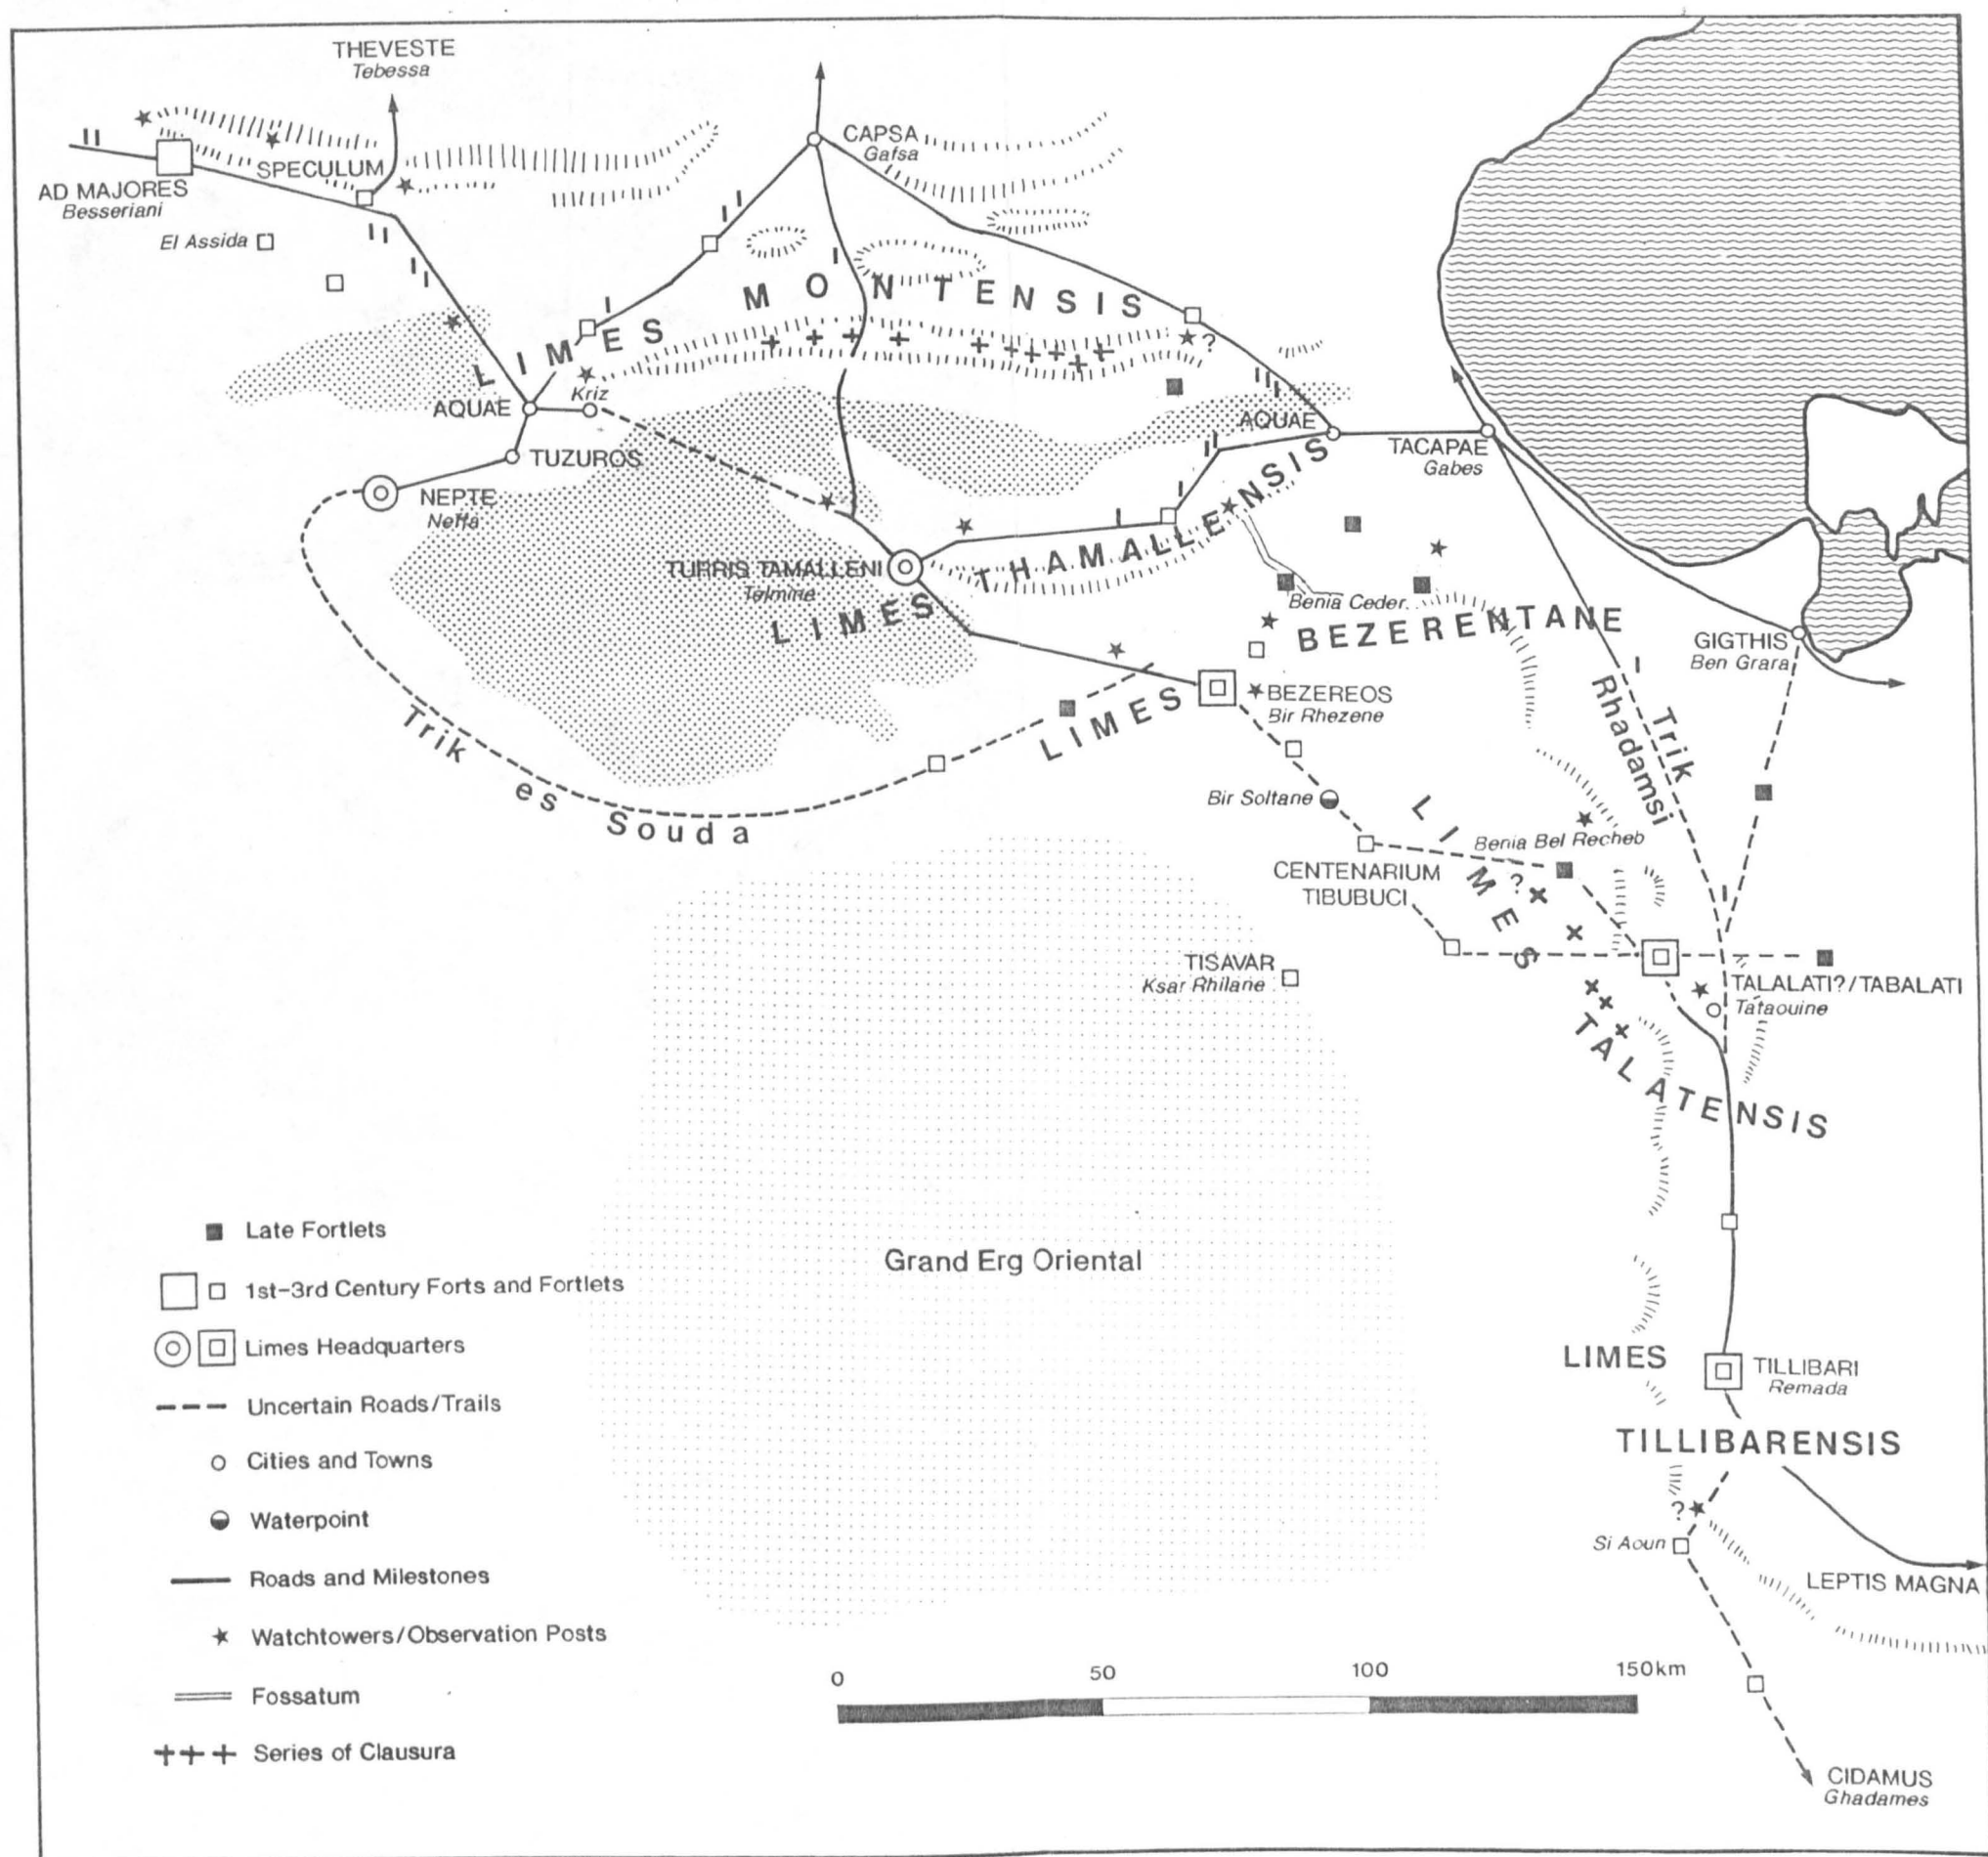 THEVESTE
Tebessa
CAPSA
Gafsa
SPECULUM
AD MAJORES
Besseriani
El Assida
LIMES MONTENSIS
?
Kriz
AQUAE
AQUAE
TACAPAE
Gabes
TUZUROS
NEPTE
Nefta
TURRIS TAMALLENI
Telmine
LIMES THAMALLENSIS
Benia Ceder
LIMES BEZERENTANE
GIGTHIS
Ben Grara
BEZEREOS
Bir Rhezene
Trik es Souda
Trik
Rhadamsi
Bir Soltane
Benia Bel Recheb
CENTENARIUM
TIBUBUCI
?
LIMES TALATENSIS
TISAVAR
Ksar Rhilane
TALALATI?/TABALATI
Tataouine
Grand Erg Oriental
LIMES
TILLIBARI
Remada
TILLIBARENSIS
?
Si Aoun
LEPTIS MAGNA
CIDAMUS
Ghadames
Late Fortlets
1st-3rd Century Forts and Fortlets
Limes Headquarters
Uncertain Roads/Trails
Cities and Towns
Waterpoint
Roads and Milestones
Watchtowers/Observation Posts
Fossatum
Series of Clausura
0 50 100 150km